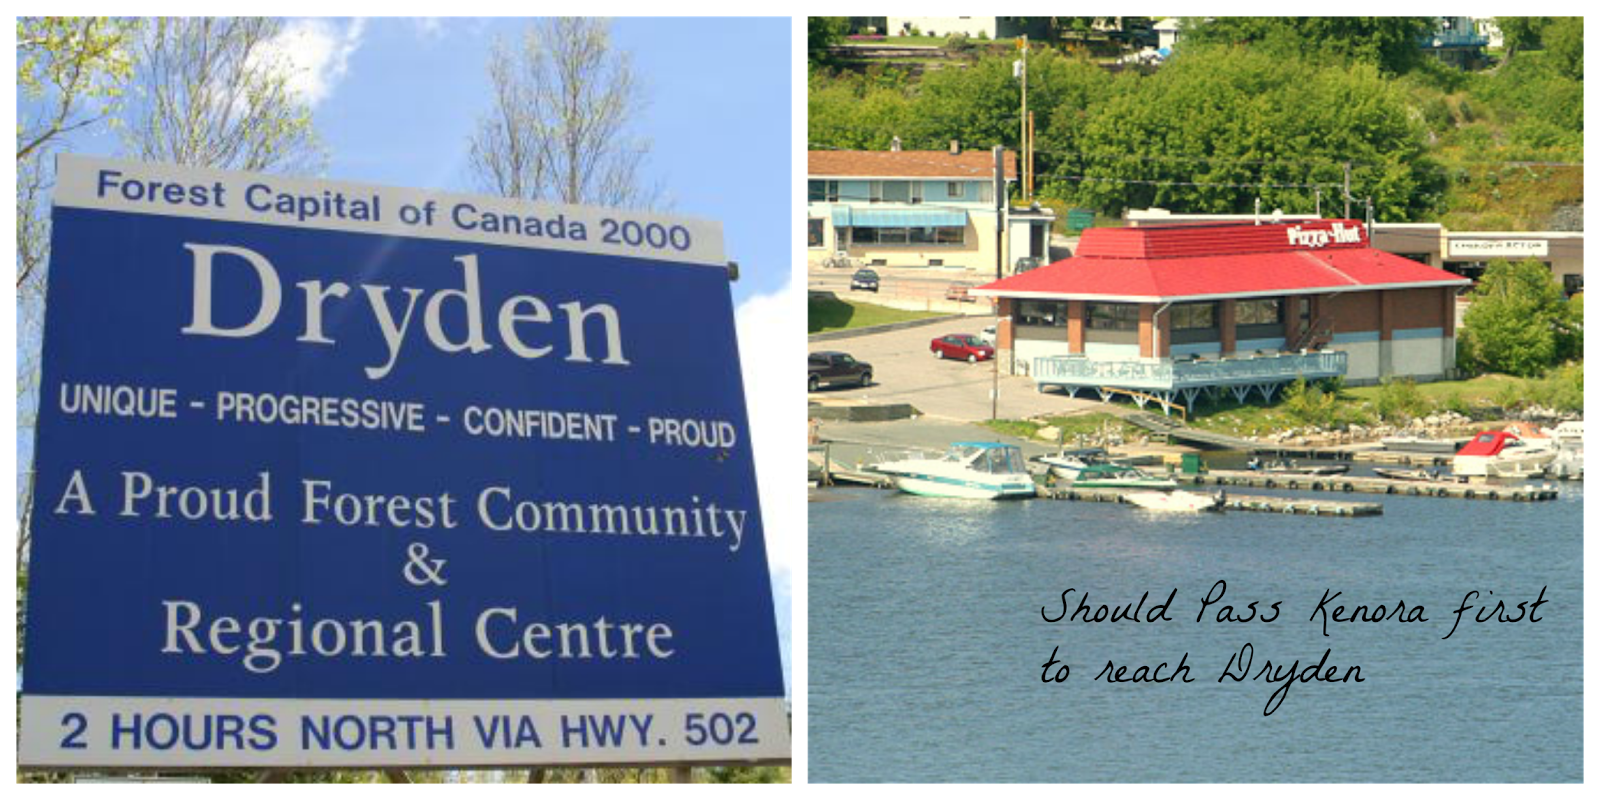 Forest Capital of Canada 2000
Dryden
UNIQUE - PROGRESSIVE - CONFIDENT - PROUD
A Proud Forest Community
&
Regional Centre
2 HOURS NORTH VIA HWY. 502
Pizza Hut
Should Pass Kenora first
to reach Dryden